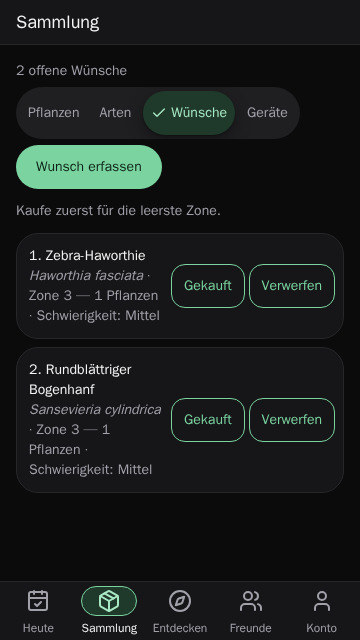 Sammlung
2 offene Wünsche
Pflanzen Arten Wünsche Geräte
Wunsch erfassen
Kaufe zuerst für die leerste Zone.
1. Zebra-Haworthie
Haworthia fasciata ·
Zone 3 — 1 Pflanzen
· Schwierigkeit: Mittel
Gekauft Verwerfen
2. Rundblättriger
Bogenhanf
Sansevieria cylindrica
· Zone 3 — 1
Pflanzen ·
Schwierigkeit: Mittel
Gekauft Verwerfen
Heute Sammlung Entdecken Freunde Konto